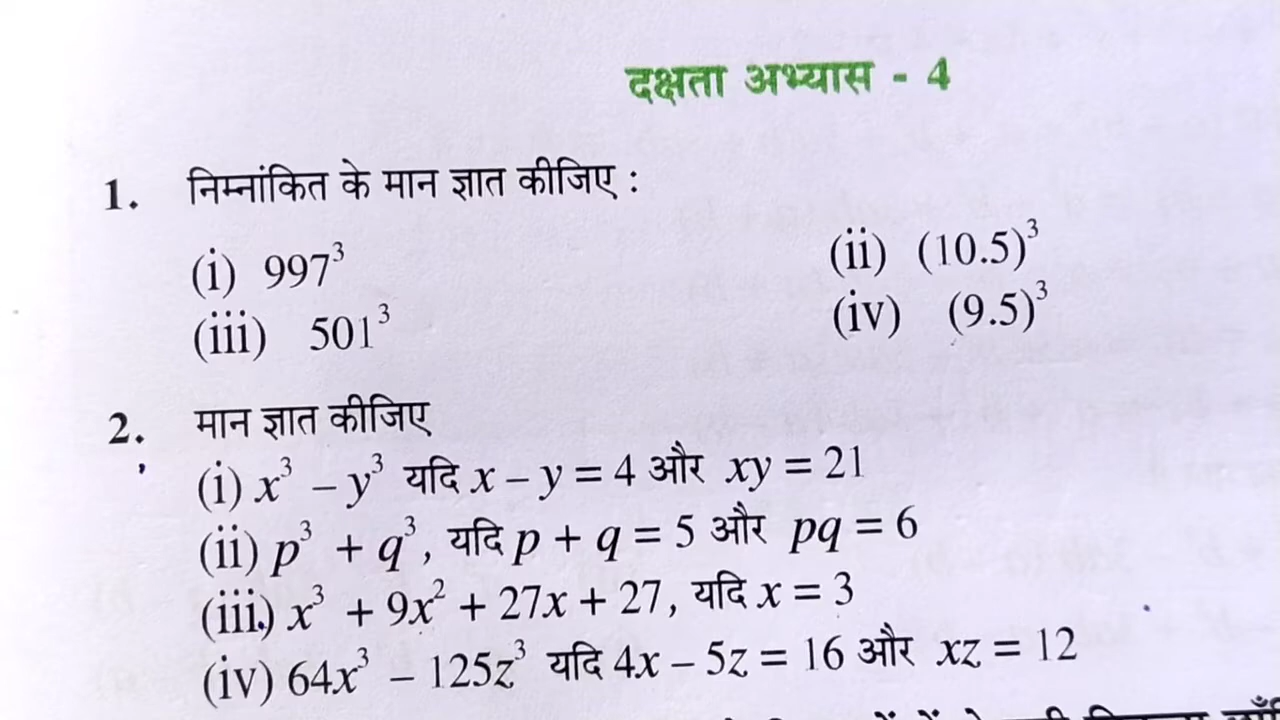 दक्षता अभ्यास - 4
1. निम्नांकित के मान ज्ञात कीजिए :
(i) 997³ (ii) (10.5)³
(iii) 501³ (iv) (9.5)³
2. मान ज्ञात कीजिए
(i) x³ – y³ यदि x – y = 4 और xy = 21
(ii) p³ + q³, यदि p + q = 5 और pq = 6
(iii) x³ + 9x² + 27x + 27, यदि x = 3
(iv) 64x³ – 125z³ यदि 4x – 5z = 16 और xz = 12